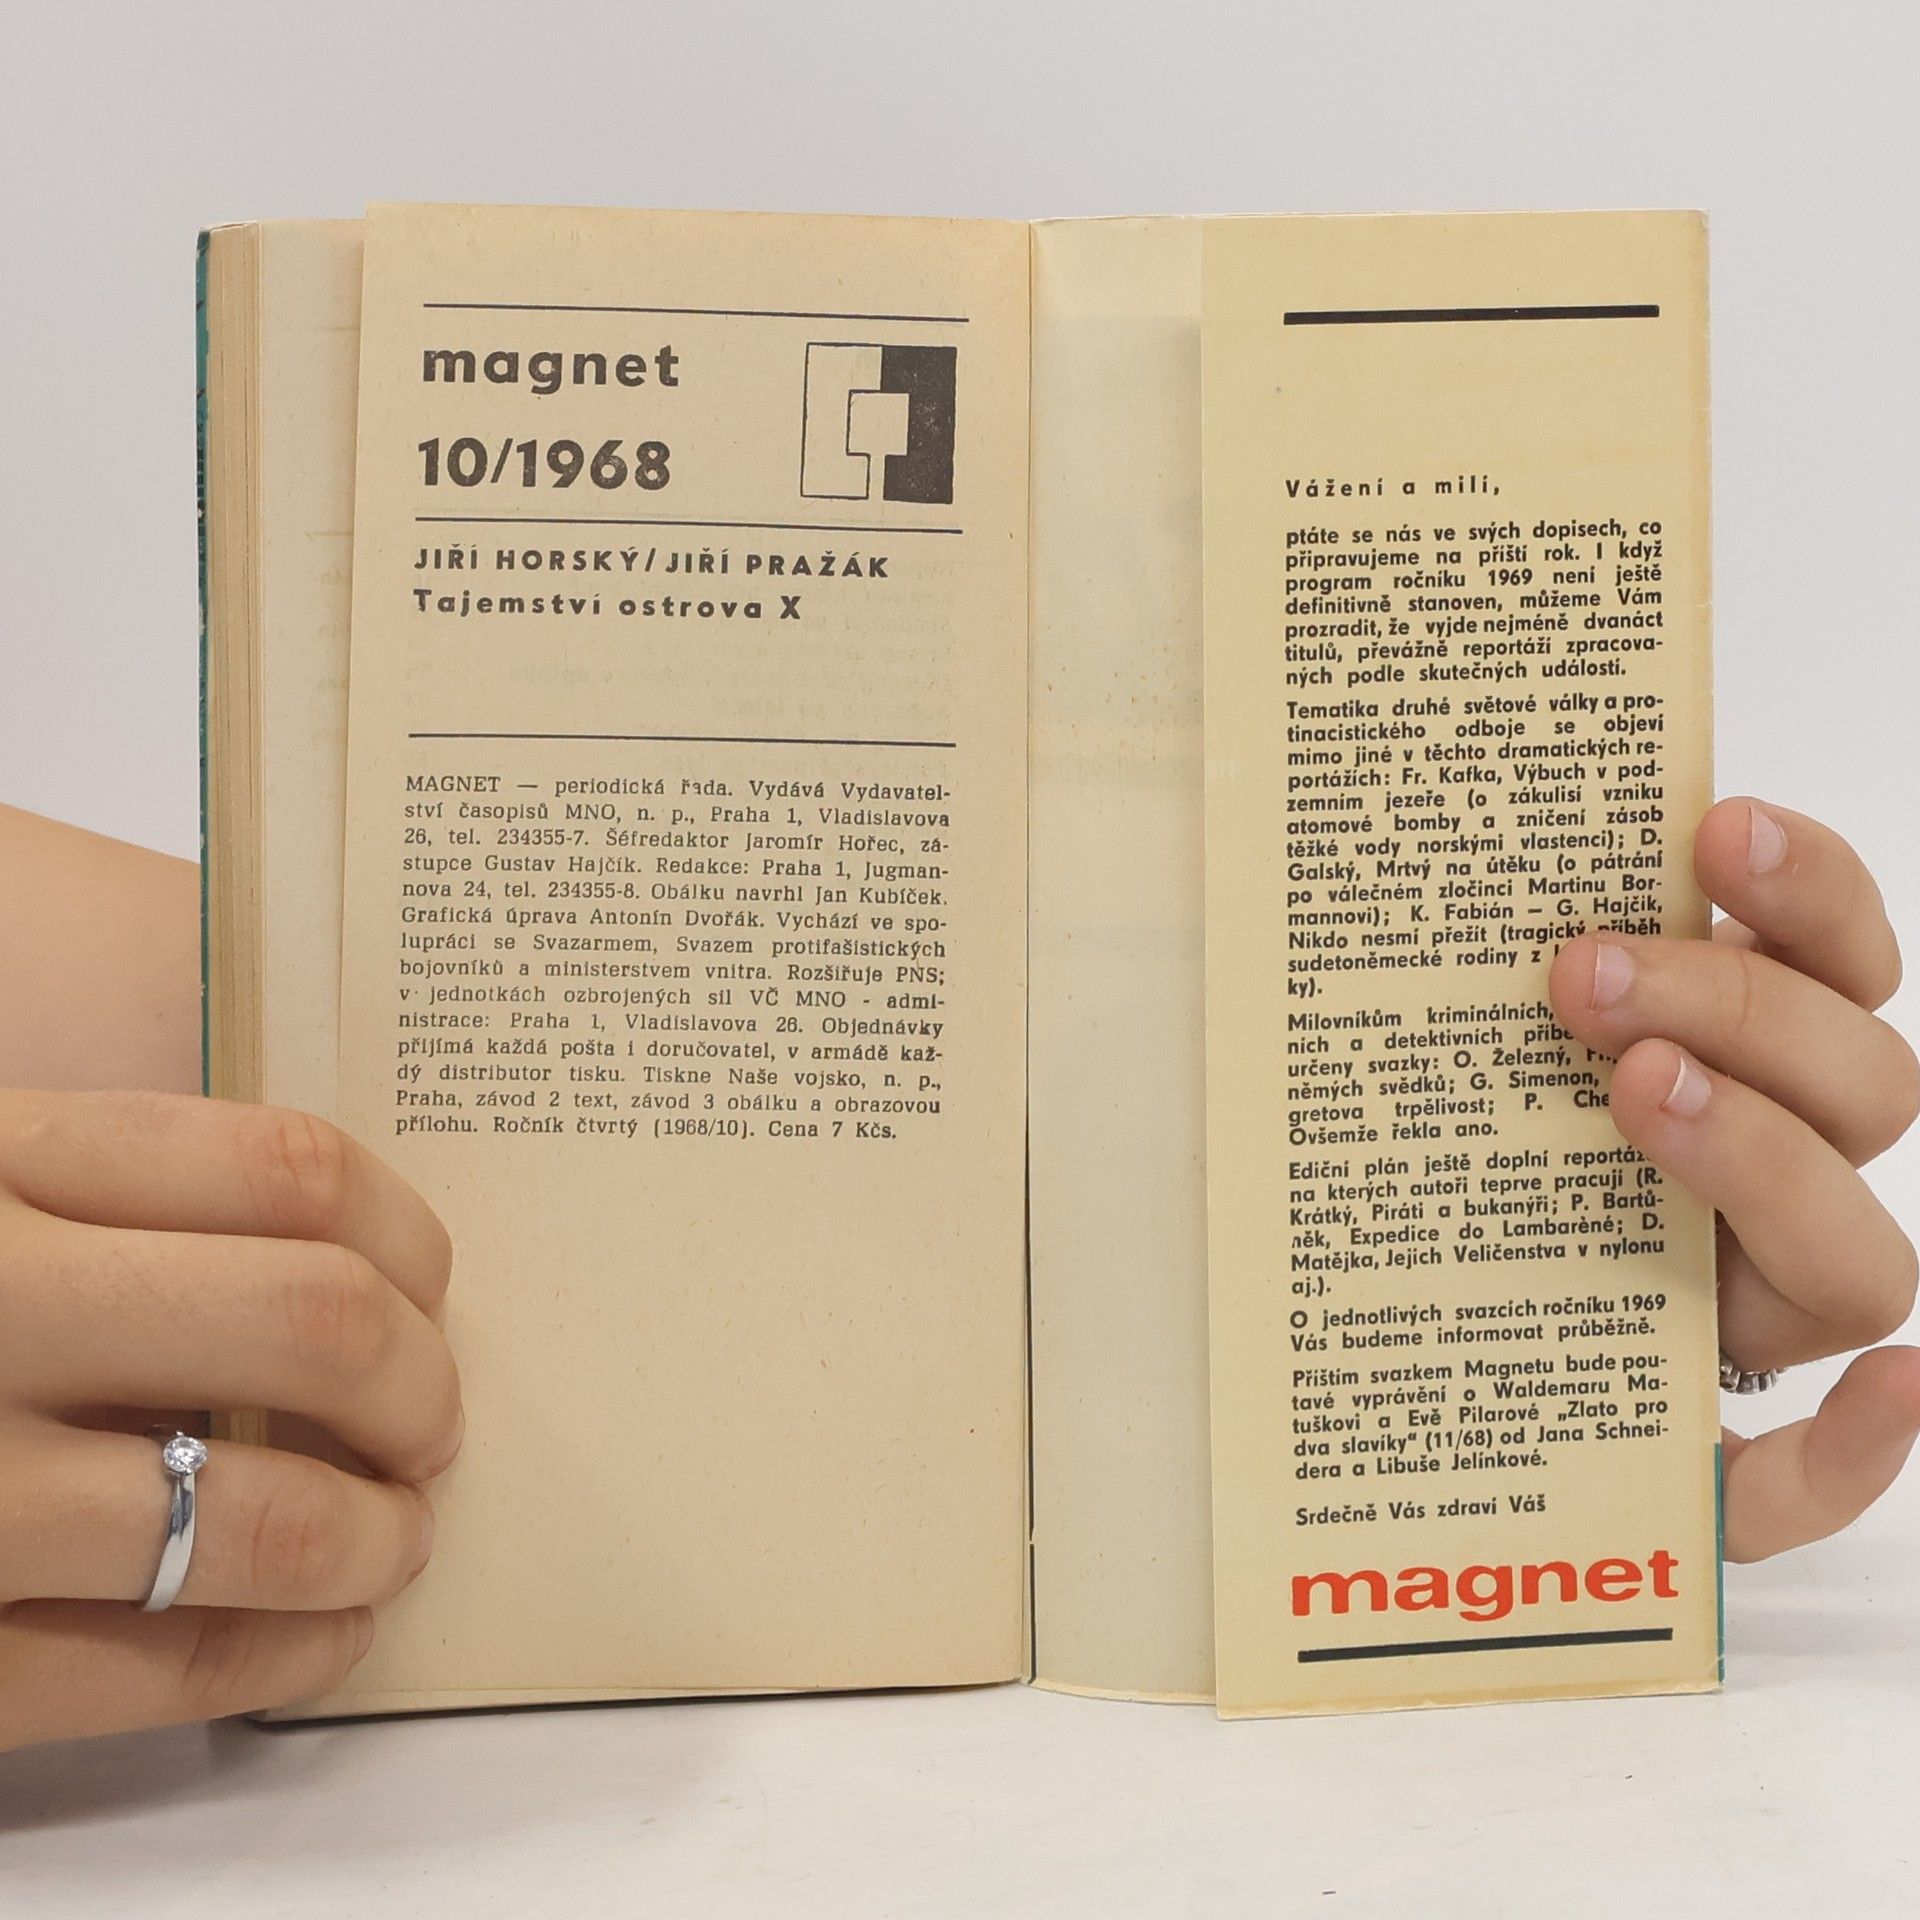 magnet
10/1968
JIŘÍ HORSKÝ/JIŘÍ PRAŽÁK
Tajemství ostrova X
MAGNET — periodická řada. Vydává Vydavatel-
ství časopisů MNO, n. p., Praha 1, Vladislavova
26, tel. 234355-7. Šéfredaktor Jaromír Hořec, zá-
stupce Gustav Hajčík. Redakce: Praha 1, Jugman-
nova 24, tel. 234355-8. Obálku navrhl Jan Kubíček.
Grafická úprava Antonín Dvořák. Vychází ve spo-
lupráci se Svazarmem, Svazem protifašistických
bojovníků a ministerstvem vnitra. Rozšiřuje PNS;
v jednotkách ozbrojených sil VČ MNO - admi-
nistrace: Praha 1, Vladislavova 26. Objednávky
přijímá každá pošta i doručovatel, v armádě kaž-
dý distributor tisku. Tiskne Naše vojsko, n. p.,
Praha, závod 2 text, závod 3 obálku a obrazovou
přílohu. Ročník čtvrtý (1968/10). Cena 7 Kčs.
Vážení a milí,
ptáte se nás ve svých dopisech, co
připravujeme na příští rok. I když
program ročníku 1969 není ještě
definitivně stanoven, můžeme Vám
prozradit, že vyjde nejméně dvanáct
titulů, převážně reportáží zpracova-
ných podle skutečných událostí.
Tematika druhé světové války a pro-
tinacistického odboje se objeví
mimo jiné v těchto dramatických re-
portážích: Fr. Kafka, Výbuch v pod-
zemním jezeře (o zákulisí vzniku
atomové bomby a zničení zásob
těžké vody norskými vlastenci); D.
Galský, Mrtvý na útěku (o pátrání
po válečném zločinci Martinu Bor-
mannovi); K. Fabián — G. Hajčik,
Nikdo nesmí přežít (tragický příběh
sudetoněmecké rodiny z
ky).
Milovníkům kriminálních,
ních a detektivních
určeny svazky: O. Železný,
němých svědků; G. Simenon,
gretova trpělivost; P.
Ovšemže řekla ano.
Ediční plán ještě doplní
na kterých autoři teprve pracují (R.
Krátký, Piráti a bukanýři; P. Bartů-
něk, Expedice do Lambarèné; D.
Matějka, Jejich Veličenstva v nylonu
aj.).
O jednotlivých svazcích ročníku 1969
Vás budeme informovat průběžně.
Příštím svazkem Magnetu bude pou-
tavé vyprávění o Waldemaru Ma-
tuškovi a Evě Pilarové „Zlato pro
dva slavíky" (11/68) od Jana Schnei-
dera a Libuše Jelínkové.
Srdečně Vás zdraví Váš
magnet